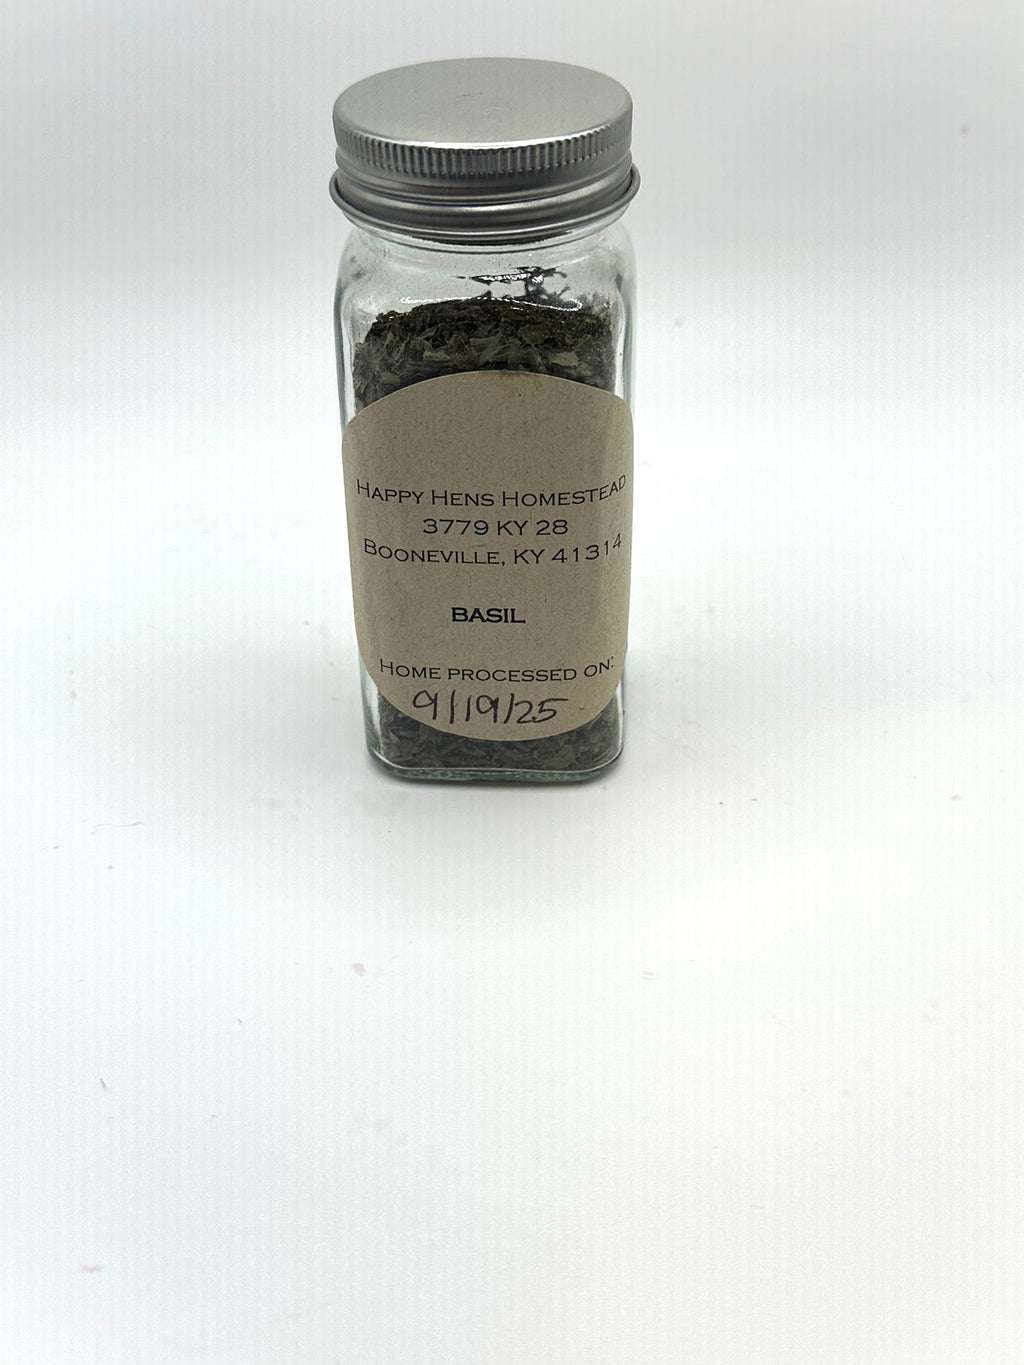 Happy Hens Homestead
3779 KY 28
Booneville, KY 41314
BASIL
Home processed on:
9/19/25